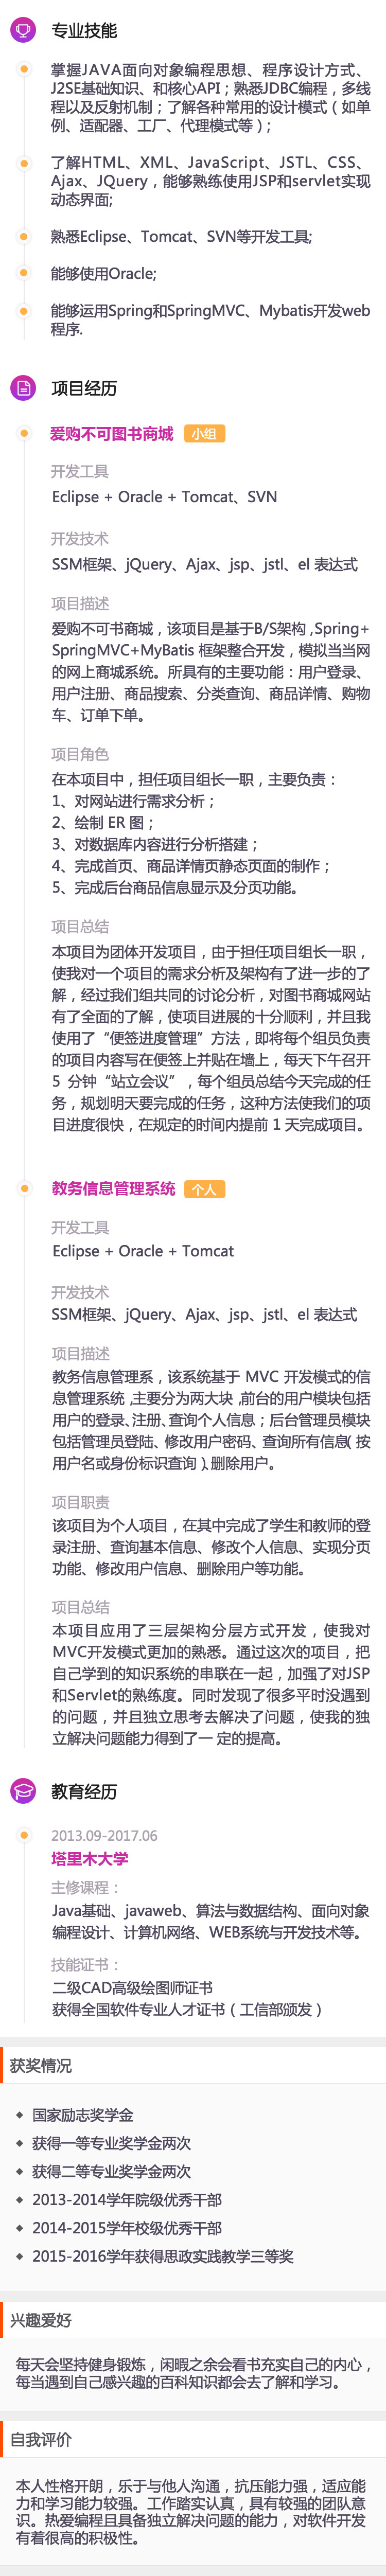 专业技能
掌握JAVA面向对象编程思想、程序设计方式、
J2SE基础知识、和核心API；熟悉JDBC编程，多线
程以及反射机制；了解各种常用的设计模式（如单
例、适配器、工厂、代理模式等）；
了解HTML、XML、JavaScript、JSTL、CSS、
Ajax、JQuery，能够熟练使用JSP和servlet实现
动态界面;
熟悉Eclipse、Tomcat、SVN等开发工具;
能够使用Oracle;
能够运用Spring和SpringMVC、Mybatis开发web
程序.
项目经历
爱购不可图书商城 小组
开发工具
Eclipse + Oracle + Tomcat、SVN
开发技术
SSM框架、jQuery、Ajax、jsp、jstl、el 表达式
项目描述
爱购不可书商城，该项目是基于B/S架构 ,Spring+
SpringMVC+MyBatis 框架整合开发，模拟当当网
的网上商城系统。所具有的主要功能：用户登录、
用户注册、商品搜索、分类查询、商品详情、购物
车、订单下单。
项目角色
在本项目中，担任项目组长一职，主要负责：
1、对网站进行需求分析；
2、绘制 ER 图；
3、对数据库内容进行分析搭建；
4、完成首页、商品详情页静态页面的制作；
5、完成后台商品信息显示及分页功能。
项目总结
本项目为团体开发项目，由于担任项目组长一职，
使我对一个项目的需求分析及架构有了进一步的了
解，经过我们组共同的讨论分析，对图书商城网站
有了全面的了解，使项目进展的十分顺利，并且我
使用了“便签进度管理”方法，即将每个组员负责
的项目内容写在便签上并贴在墙上，每天下午召开
5 分钟“站立会议”，每个组员总结今天完成的任
务，规划明天要完成的任务，这种方法使我们的项
目进度很快，在规定的时间内提前 1 天完成项目。
教务信息管理系统 个人
开发工具
Eclipse + Oracle + Tomcat
开发技术
SSM框架、jQuery、Ajax、jsp、jstl、el 表达式
项目描述
教务信息管理系，该系统基于 MVC 开发模式的信
息管理系统 ,主要分为两大块 ,前台的用户模块包括
用户的登录、注册、查询个人信息；后台管理员模块
包括管理员登陆、修改用户密码、查询所有信息( 按
用户名或身份标识查询 )、删除用户。
项目职责
该项目为个人项目，在其中完成了学生和教师的登
录注册、查询基本信息、修改个人信息、实现分页
功能、修改用户信息、删除用户等功能。
项目总结
本项目应用了三层架构分层方式开发，使我对
MVC开发模式更加的熟悉。通过这次的项目，把
自己学到的知识系统的串联在一起，加强了对JSP
和Servlet的熟练度。同时发现了很多平时没遇到
的问题，并且独立思考去解决了问题，使我的独
立解决问题能力得到了一 定的提高。
教育经历
2013.09-2017.06
塔里木大学
主修课程：
Java基础、javaweb、算法与数据结构、面向对象
编程设计、计算机网络、WEB系统与开发技术等。
技能证书：
二级CAD高级绘图师证书
获得全国软件专业人才证书（工信部颁发）
获奖情况
国家励志奖学金
获得一等专业奖学金两次
获得二等专业奖学金两次
2013-2014学年院级优秀干部
2014-2015学年校级优秀干部
2015-2016学年获得思政实践教学三等奖
兴趣爱好
每天会坚持健身锻炼，闲暇之余会看书充实自己的内心，
每当遇到自己感兴趣的百科知识都会去了解和学习。
自我评价
本人性格开朗，乐于与他人沟通，抗压能力强，适应能
力和学习能力较强。工作踏实认真，具有较强的团队意
识。热爱编程且具备独立解决问题的能力，对软件开发
有着很高的积极性。